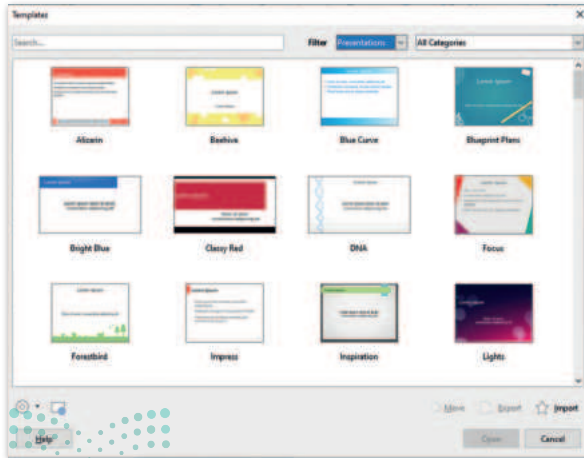 Templates
Search...
Filter Presentations All Categories
Alizarin Beehive Blue Curve Blueprint Plans
Bright Blue Classy Red DNA Focus
Forestbird Impress Inspiration Lights
Move Export Import
Help Open Cancel